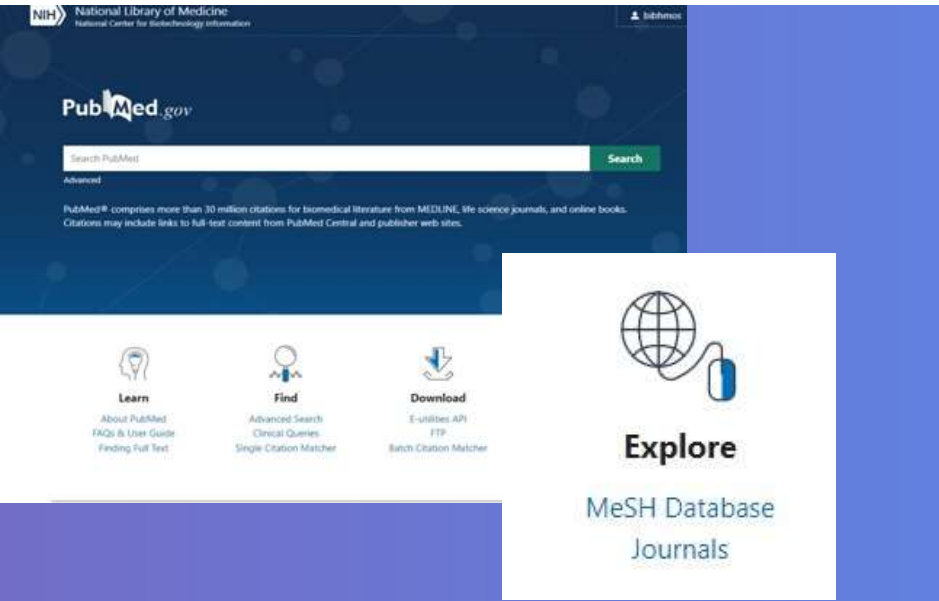 NIH National Library of Medicine
National Center for Biotechnology Information
bibhmos
PubMed.gov
Search PubMed
Search
Advanced
PubMed® comprises more than 30 million citations for biomedical literature from MEDLINE, life science journals, and online books.
Citations may include links to full-text content from PubMed Central and publisher web sites.
Learn
About PubMed
FAQs & User Guide
Finding Full Text
Find
Advanced Search
Clinical Queries
Single Citation Matcher
Download
E-utilities API
FTP
Batch Citation Matcher
Explore
MeSH Database
Journals